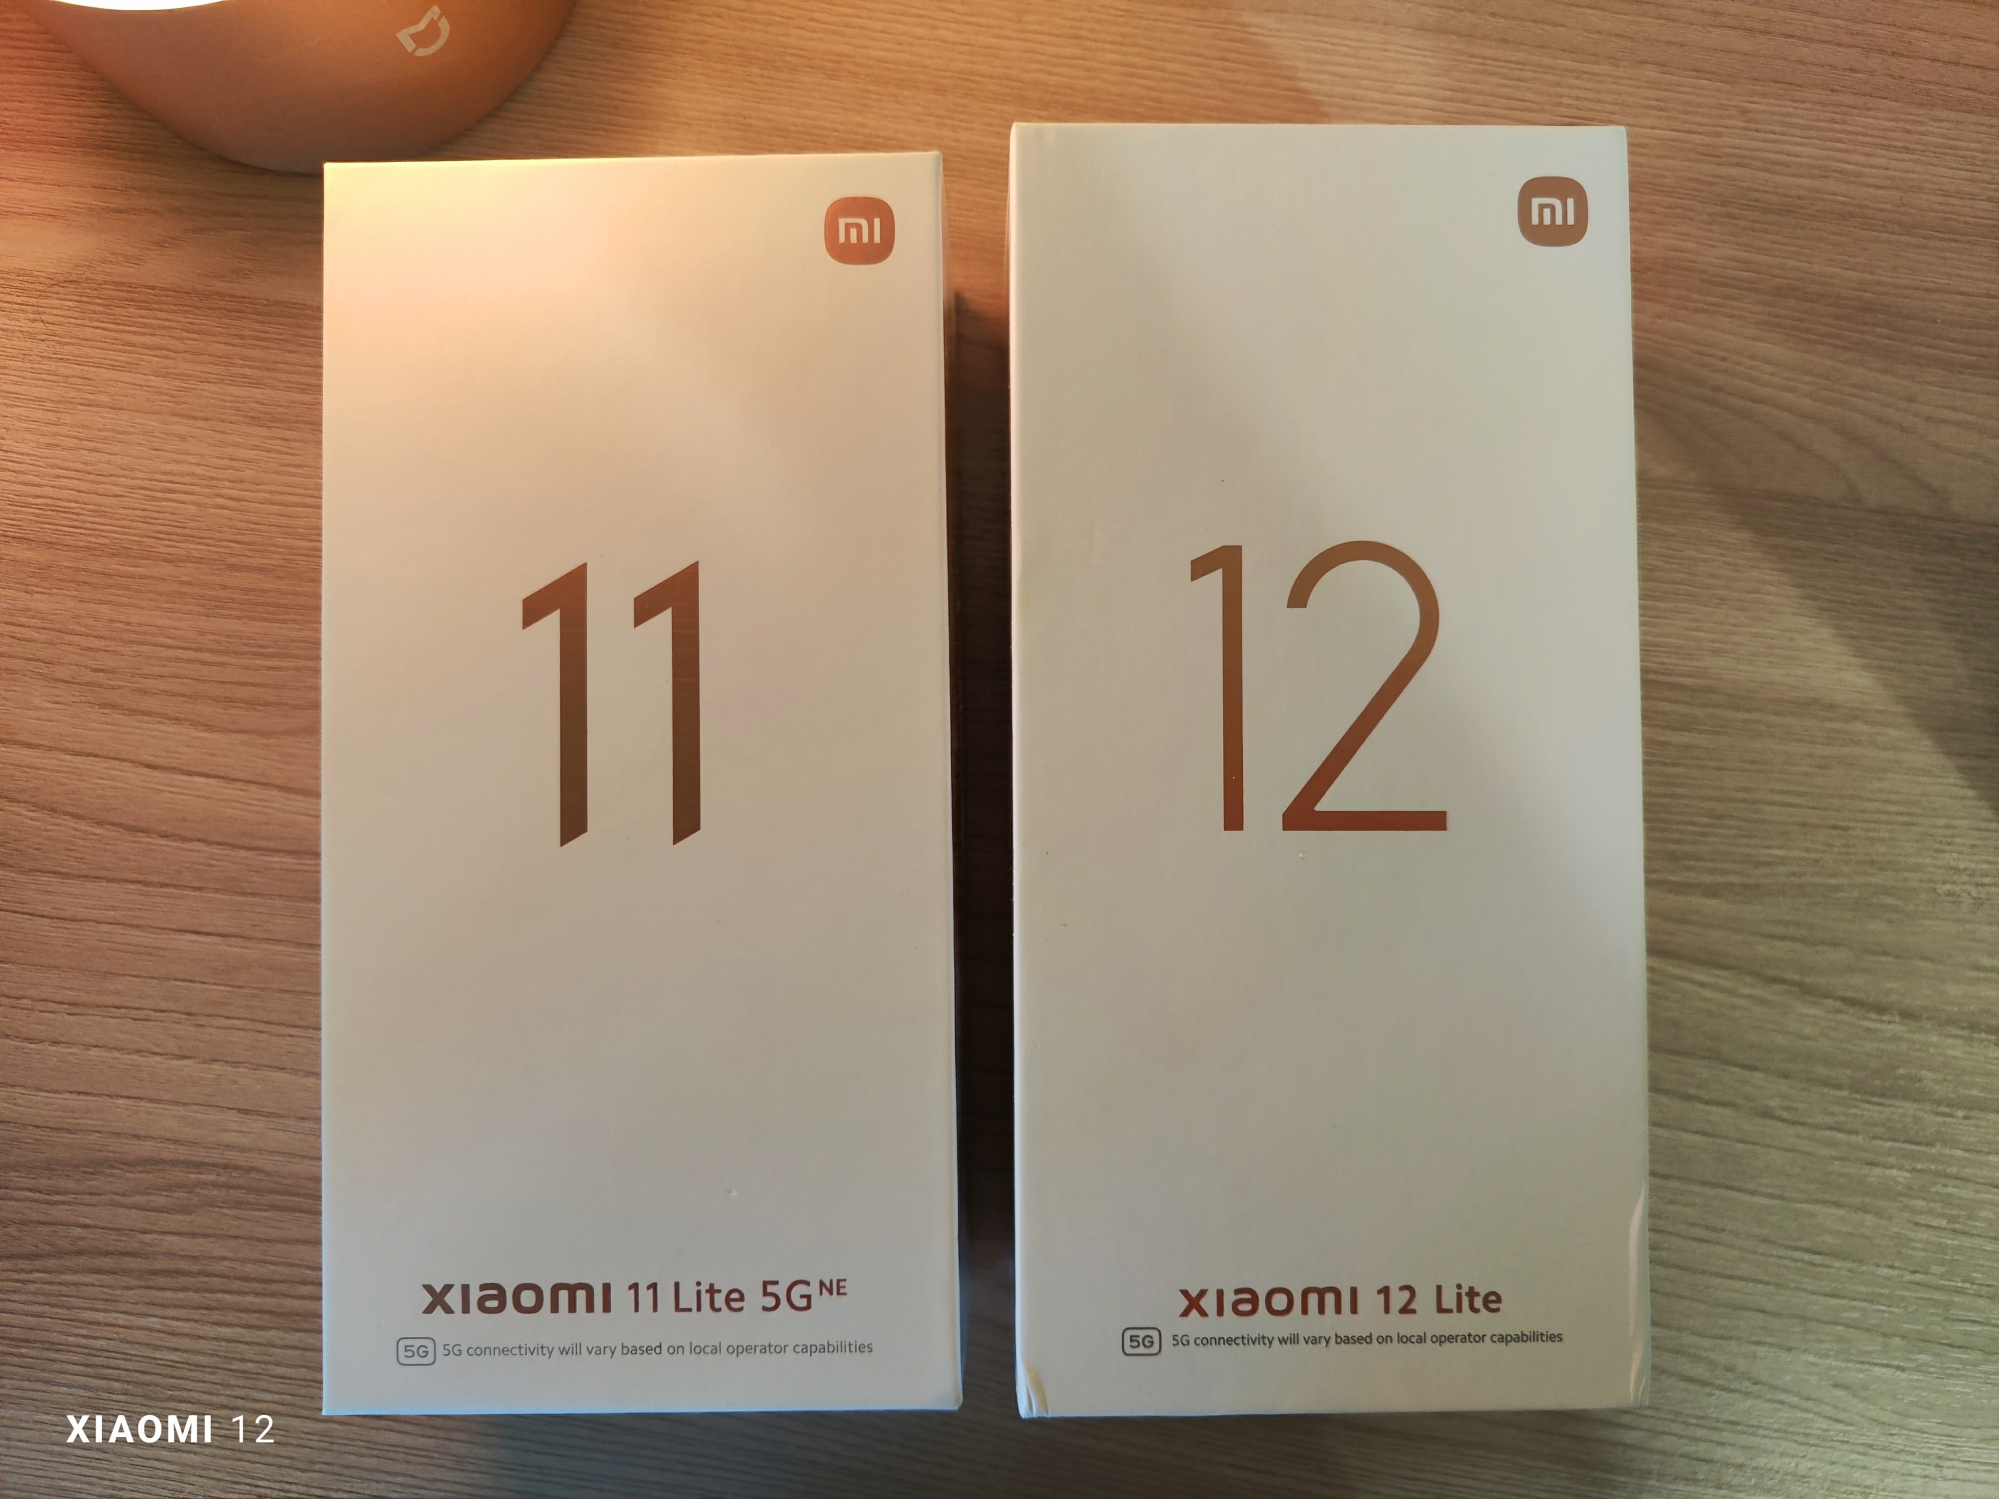 mi
11
xiaomi 11 Lite 5G NE
5G 5G connectivity will vary based on local operator capabilities
mi
12
xiaomi 12 Lite
5G 5G connectivity will vary based on local operator capabilities
XIAOMI 12